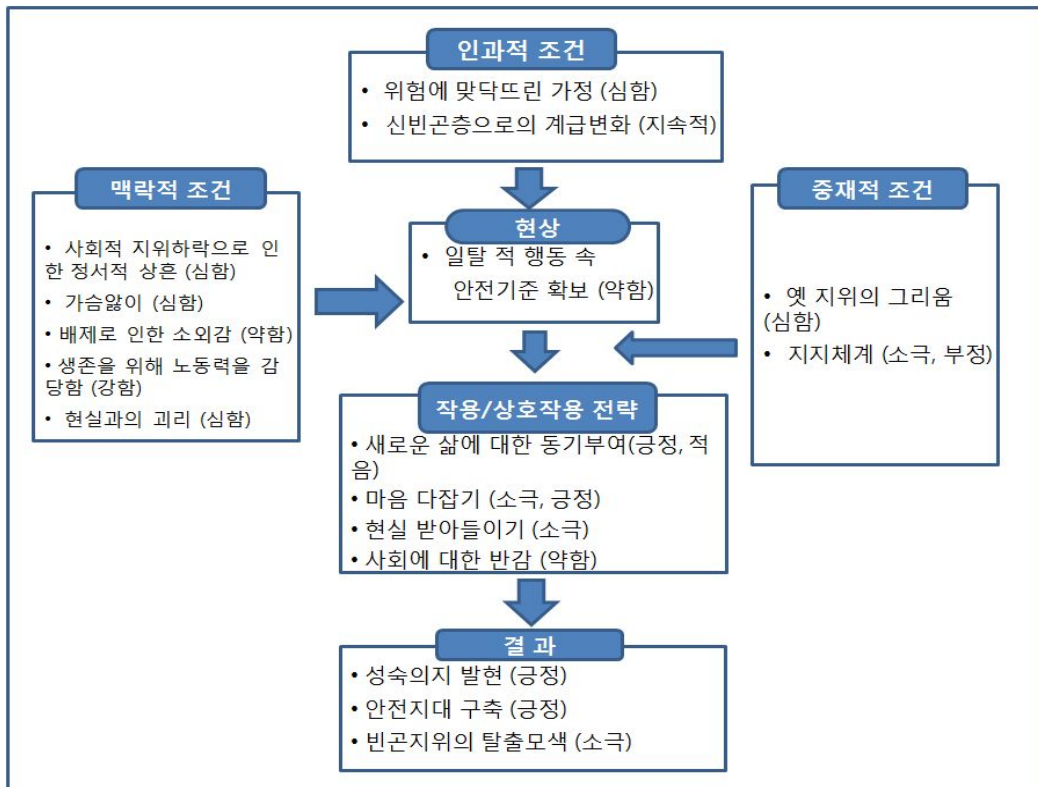 인과적 조건
• 위험에 맞닥뜨린 가정 (심함)
• 신빈곤층으로의 계급변화 (지속적)
맥락적 조건
• 사회적 지위하락으로 인
한 정서적 상흔 (심함)
• 가슴앓이 (심함)
• 배제로 인한 소외감 (약함)
• 생존을 위해 노동력을 감
당함 (강함)
• 현실과의 괴리 (심함)
현상
• 일탈 적 행동 속
안전기준 확보 (약함)
중재적 조건
• 옛 지위의 그리움
(심함)
• 지지체계 (소극, 부정)
작용/상호작용 전략
• 새로운 삶에 대한 동기부여(긍정, 적
음)
• 마음 다잡기 (소극, 긍정)
• 현실 받아들이기 (소극)
• 사회에 대한 반감 (약함)
결 과
• 성숙의지 발현 (긍정)
• 안전지대 구축 (긍정)
• 빈곤지위의 탈출모색 (소극)